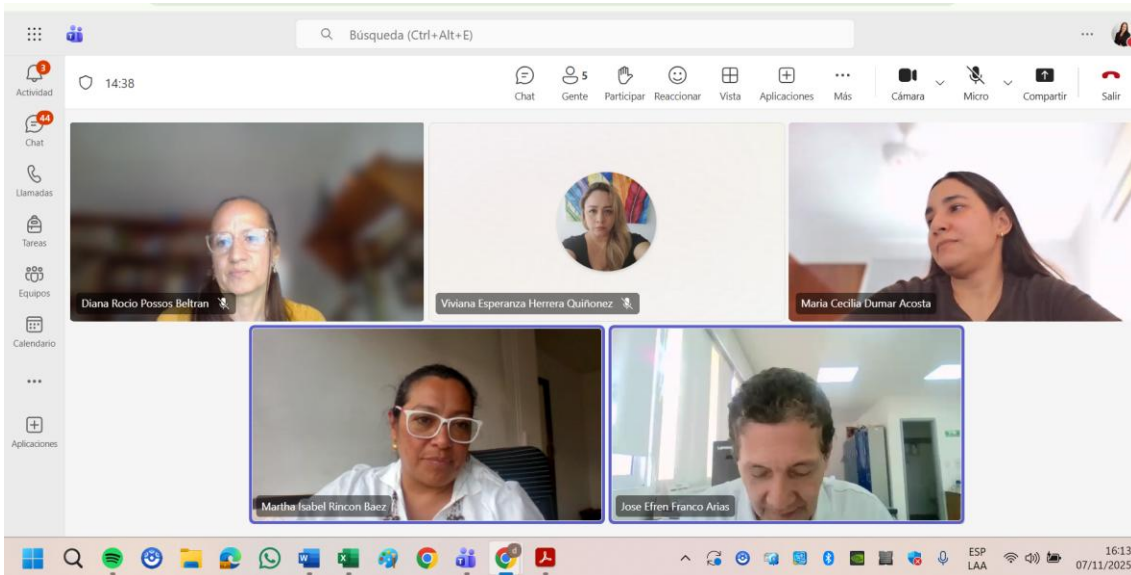 Búsqueda (Ctrl+Alt+E)
3
Actividad
14:38
Chat
5
Gente
Participar
Reaccionar
Vista
Aplicaciones
Más
Cámara
Micro
Compartir
Salir
44
Chat
Llamadas
Tareas
Equipos
Calendario
Aplicaciones
Diana Rocio Possos Beltran
Viviana Esperanza Herrera Quiñonez
Maria Cecilia Dumar Acosta
Martha Isabel Rincon Baez
Jose Efren Franco Arias
ESP
LAA
16:13
07/11/2025